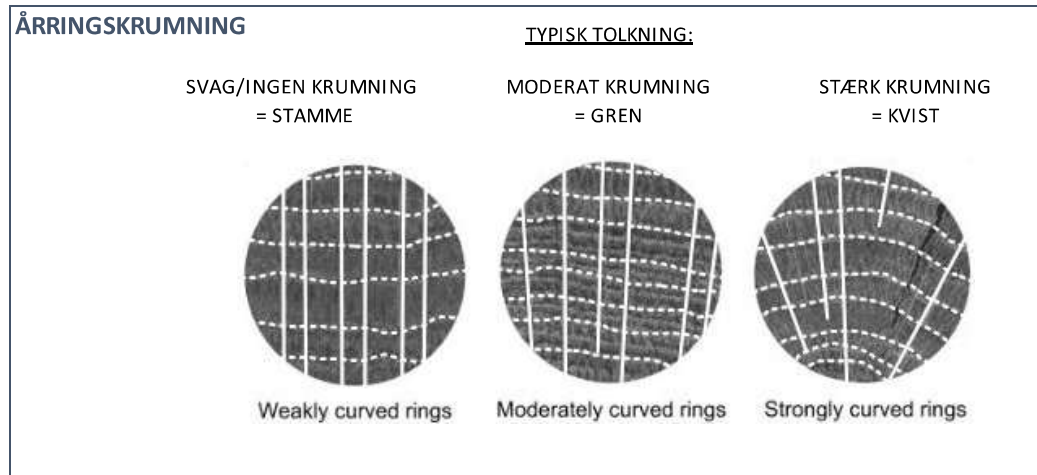 ÅRRINGSKRUMNING
TYPISK TOLKNING:
SVAG/INGEN KRUMNING
= STAMME
MODERAT KRUMNING
= GREN
STÆRK KRUMNING
= KVIST
Weakly curved rings
Moderately curved rings
Strongly curved rings